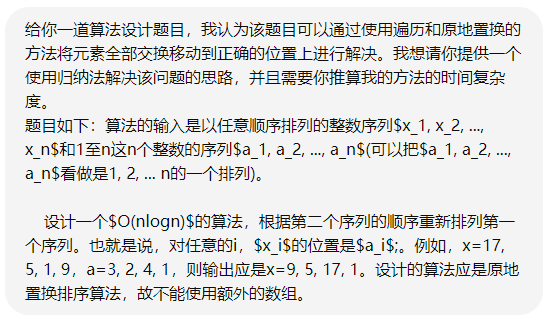 给你一道算法设计题目，我认为该题目可以通过使用遍历和原地置换的
方法将元素全部交换移动到正确的位置上进行解决。我想请你提供一个
使用归纳法解决该问题的思路，并且需要你推算我的方法的时间复杂
度。
题目如下：算法的输入是以任意顺序排列的整数序列$x_1, x_2, ...,
x_n$和1至n这n个整数的序列$a_1, a_2, ..., a_n$(可以把$a_1, a_2, ...,
a_n$看做是1, 2, ... n的一个排列)。
设计一个$O(nlogn)$的算法，根据第二个序列的顺序重新排列第一
个序列。也就是说，对任意的i，$x_i$的位置是$a_i$;。例如，x=17,
5, 1, 9，a=3, 2, 4, 1，则输出应是x=9, 5, 17, 1。设计的算法应是原地
置换排序算法，故不能使用额外的数组。